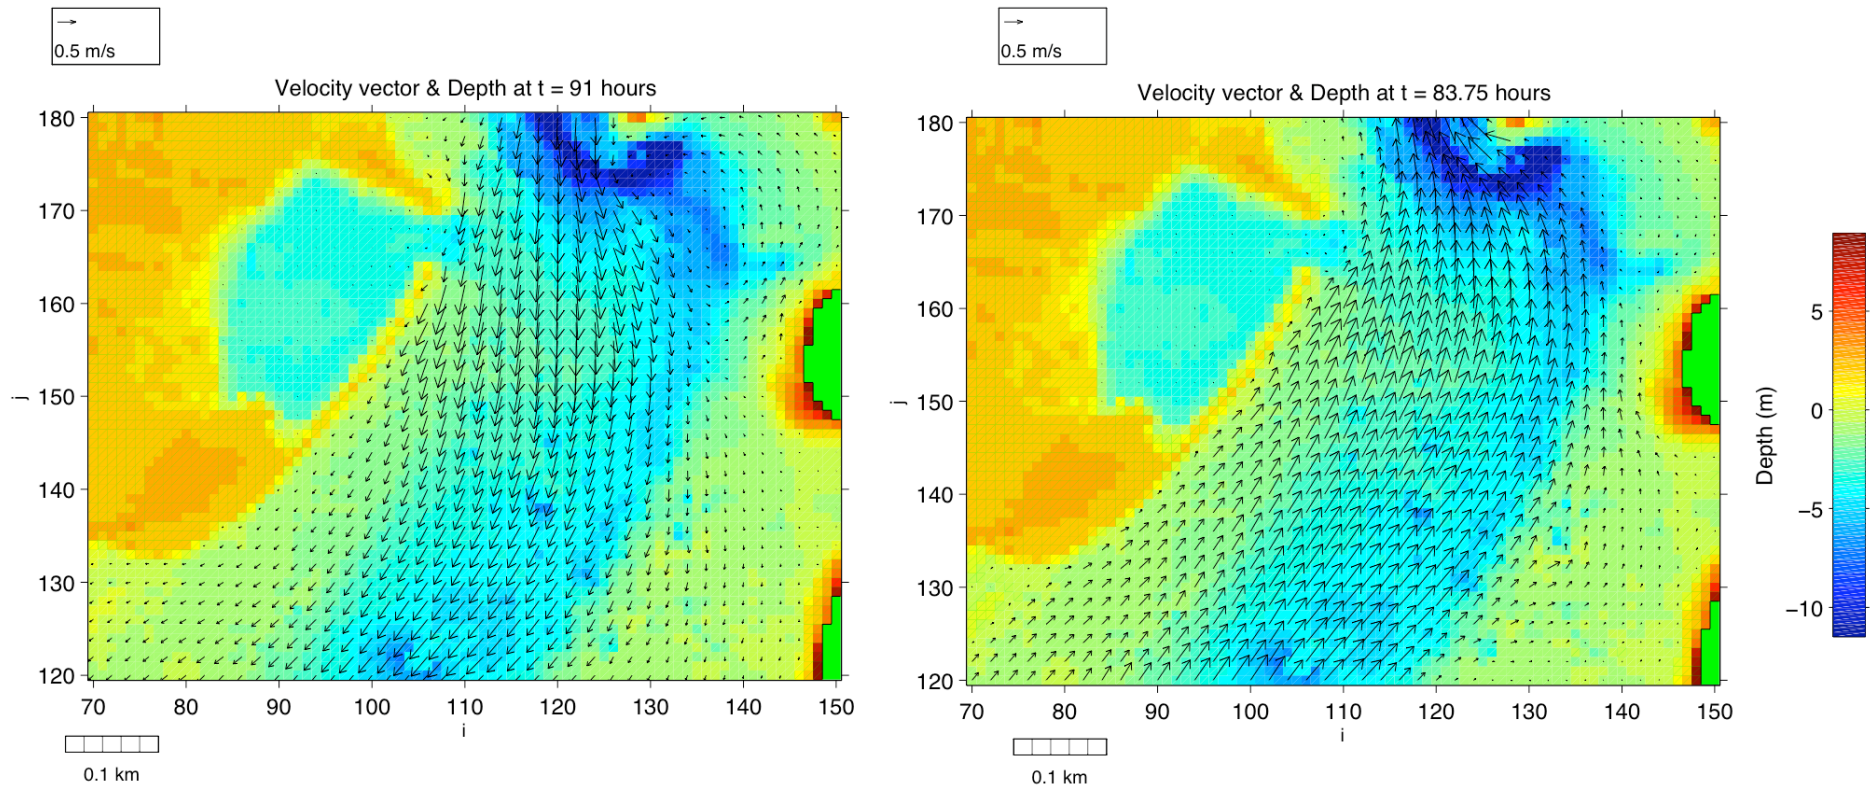 0.5 m/s
Velocity vector & Depth at t = 91 hours
180
170
160
150
140
130
120
j
70 80 90 100 110 120 130 140 150
i
0.1 km
0.5 m/s
Velocity vector & Depth at t = 83.75 hours
180
170
160
150
140
130
120
j
70 80 90 100 110 120 130 140 150
i
0.1 km
Depth (m)
5
0
−5
−10